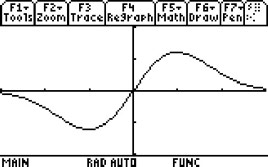 F1 Tools F2 Zoom F3 Trace F4 Regraph F5 Math F6 Draw F7 Pen
MAIN RAD AUTO FUNC